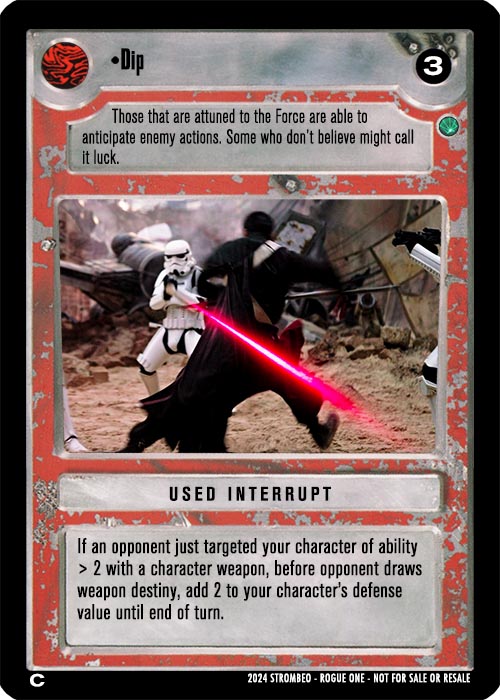 •Dip
3
Those that are attuned to the Force are able to
anticipate enemy actions. Some who don't believe might call
it luck.
USED INTERRUPT
If an opponent just targeted your character of ability
> 2 with a character weapon, before opponent draws
weapon destiny, add 2 to your character's defense
value until end of turn.
C
2024 STROMBEO - ROGUE ONE - NOT FOR SALE OR RESALE